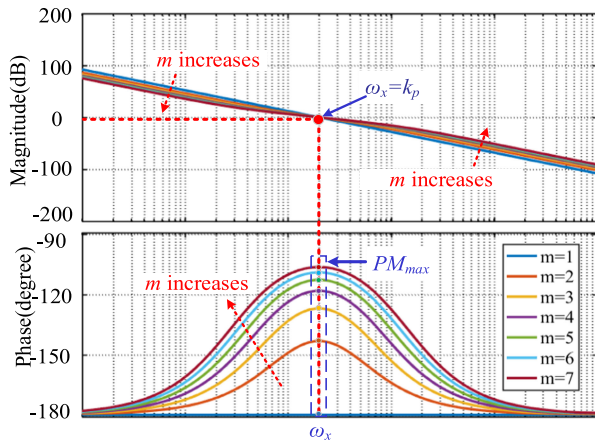 200
100
0
-100
-200
Magnitude(dB)
m increases
ωx=kp
m increases
-90
-120
-150
-180
Phase(degree)
m increases
PMmax
m=1
m=2
m=3
m=4
m=5
m=6
m=7
ωx